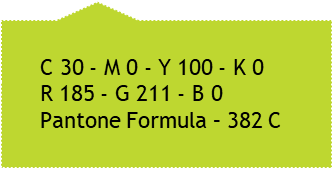 C 30 - M 0 - Y 100 - K 0
R 185 - G 211 - B 0
Pantone Formula - 382 C